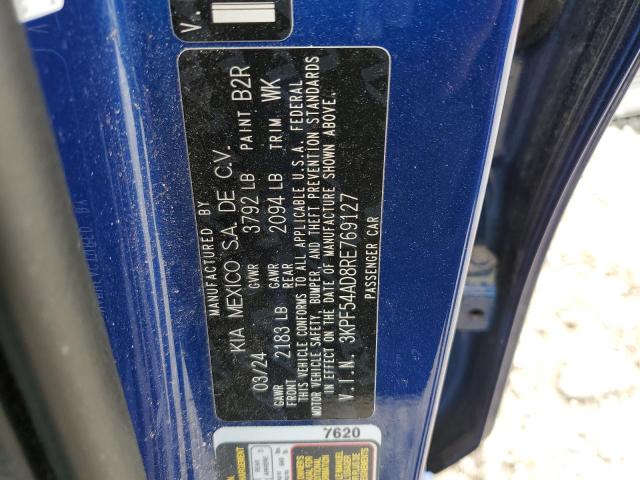 MANUFACTURED BY
KIA MEXICO S.A. DE C.V.
03/24 GVWR 3792 LB PAINT B2R
GAWR FRONT 2183 LB GAWR REAR 2094 LB TRIM WK
THIS VEHICLE CONFORMS TO ALL APPLICABLE U.S.A. FEDERAL
MOTOR VEHICLE SAFETY, BUMPER, AND THEFT PREVENTION STANDARDS
IN EFFECT ON THE DATE OF MANUFACTURE SHOWN ABOVE.
V.I.N. 3KPF54AD8RE769127
PASSENGER CAR
V.
7620